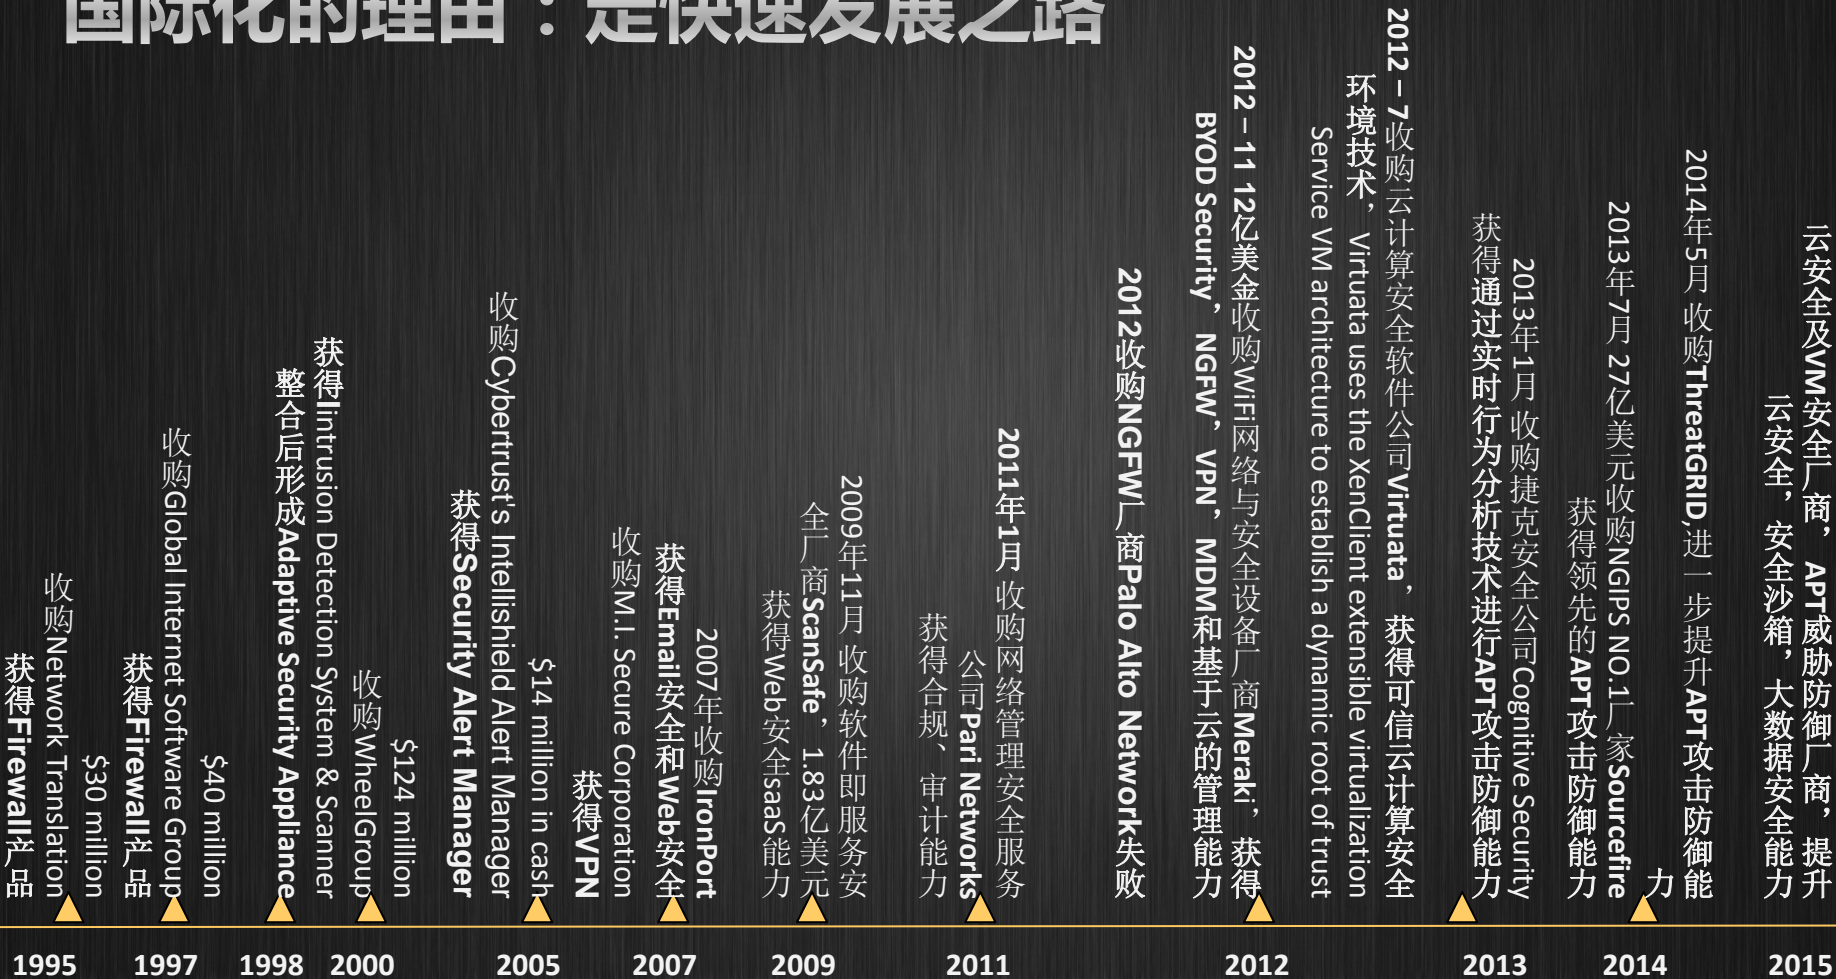 国际化的理由：是快速发展之路
收购Network Translation
$30 million
获得Firewall产品
收购Global Internet Software Group
$40 million
获得Firewall产品
收购WheelGroup
$124 million
获得Iintrusion Detection System & Scanner
整合后形成Adaptive Security Appliance
收购Cybertrust's Intellishield Alert Manager
$14 million in cash
获得Security Alert Manager
收购M.I. Secure Corporation
获得VPN
2007年收购IronPort
获得Email安全和Web安全
2009年11月 收购软件即服务安
全厂商ScanSafe，1.83亿美元
获得Web安全saaS能力
2011年1月 收购网络管理安全服务
公司Pari Networks
获得合规、审计能力
2012收购NGFW厂商Palo Alto Network失败
2012 – 11 12亿美金收购WiFi网络与安全设备厂商Meraki，获得
BYOD Security，NGFW，VPN，MDM和基于云的管理能力
2012 – 7收购云计算安全软件公司Virtuata，获得可信云计算安全
环境技术，Virtuata uses the XenClient extensible virtualization
Service VM architecture to establish a dynamic root of trust
2013年1月 收购捷克安全公司Cognitive Security
获得通过实时行为分析技术进行APT攻击防御能力
2013年7月 27亿美元收购NGIPS NO.1厂家Sourcefire
获得领先的APT攻击防御能力
2014年5月 收购ThreatGRID,进一步提升APT攻击防御能
力
云安全及VM安全厂商，APT威胁防御厂商，提升
云安全，安全沙箱，大数据安全能力
1995 1997 1998 2000 2005 2007 2009 2011 2012 2013 2014 2015